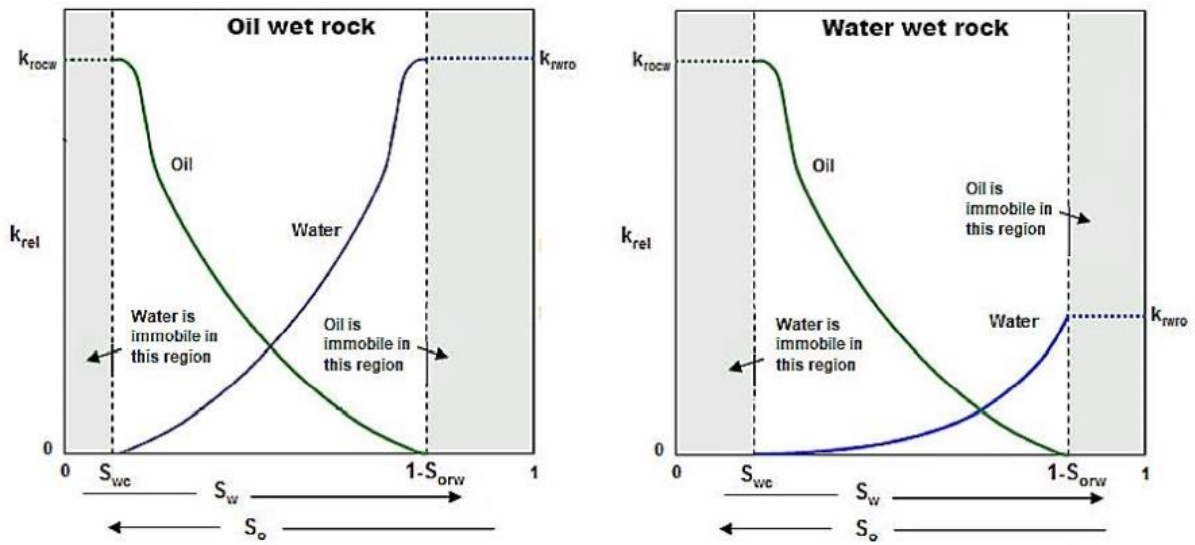 Oil wet rock
k_rocw
k_rwro
Oil
Water
k_rel
Water is
immobile in
this region
Oil is
immobile in
this region
0
0
S_wc
1-S_orw
1
S_w
S_o
Water wet rock
k_rocw
Oil
Oil is
immobile in
this region
k_rel
Water
k_rwro
Water is
immobile in
this region
0
0
S_wc
1-S_orw
1
S_w
S_o